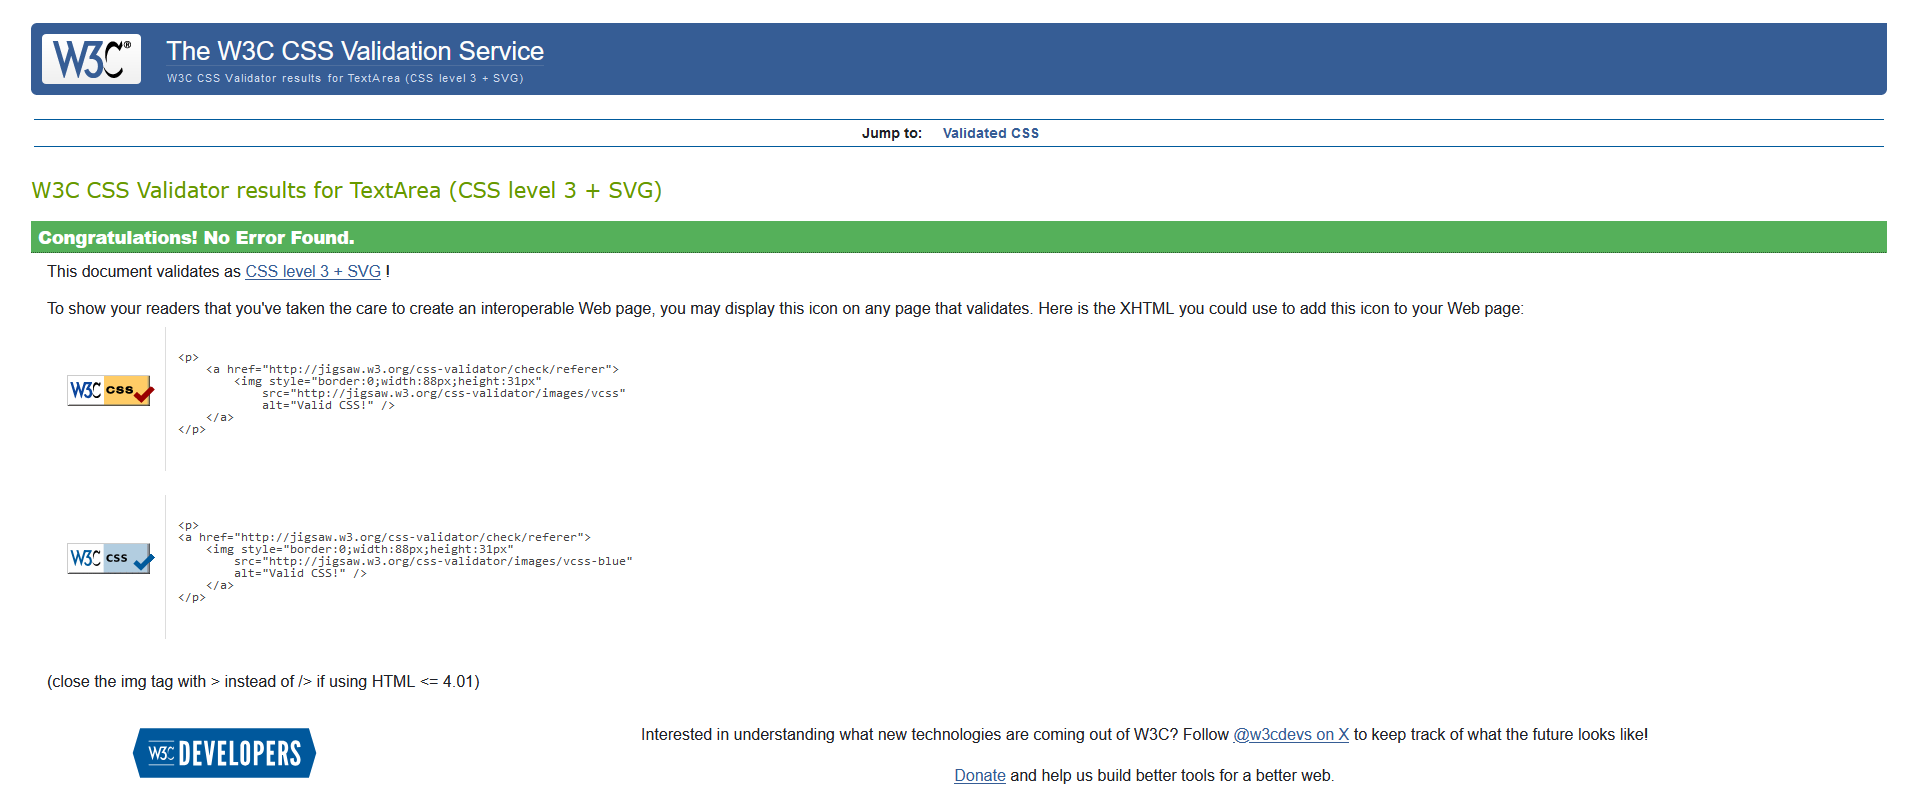 W3C®
The W3C CSS Validation Service
W3C CSS Validator results for TextArea (CSS level 3 + SVG)
Jump to: Validated CSS
W3C CSS Validator results for TextArea (CSS level 3 + SVG)
Congratulations! No Error Found.
This document validates as CSS level 3 + SVG !
To show your readers that you've taken the care to create an interoperable Web page, you may display this icon on any page that validates. Here is the XHTML you could use to add this icon to your Web page:
W3C css
<p>
    <a href="http://jigsaw.w3.org/css-validator/check/referer">
        <img style="border:0;width:88px;height:31px"
            src="http://jigsaw.w3.org/css-validator/images/vcss"
            alt="Valid CSS!" />
    </a>
</p>
W3C css
<p>
<a href="http://jigsaw.w3.org/css-validator/check/referer">
    <img style="border:0;width:88px;height:31px"
        src="http://jigsaw.w3.org/css-validator/images/vcss-blue"
        alt="Valid CSS!" />
    </a>
</p>
(close the img tag with > instead of /> if using HTML <= 4.01)
W3C DEVELOPERS
Interested in understanding what new technologies are coming out of W3C? Follow @w3cdevs on X to keep track of what the future looks like!
Donate and help us build better tools for a better web.